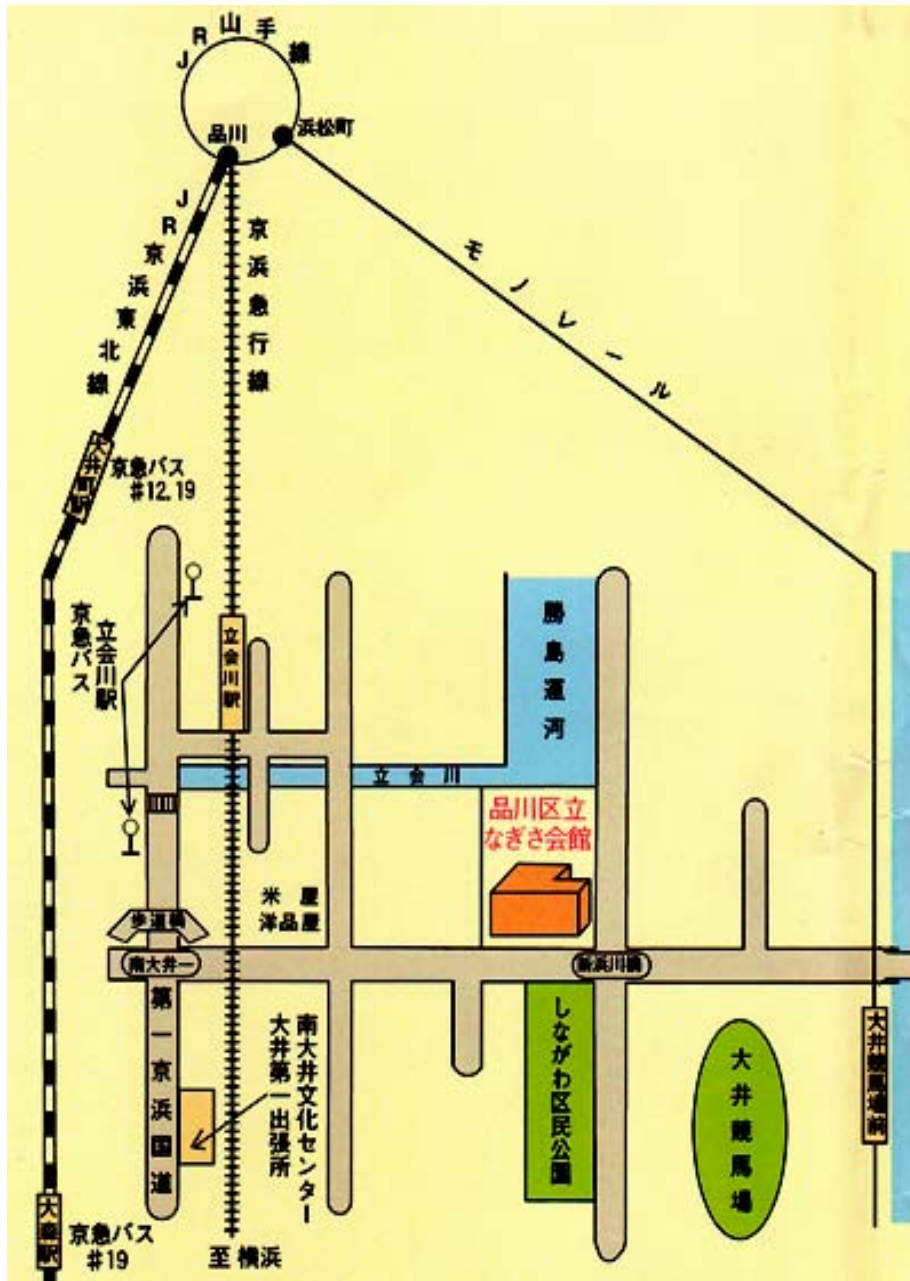 JR山手線
品川
浜松町
JR京浜東北線
京浜急行線
モノレール
大井町駅
京急バス
#12.19
立会川駅
京急バス
立会川駅
勝島運河
立会川
品川区立
なぎさ会館
米屋
洋品屋
歩道橋
南大井一
新浜川橋
第一京浜国道
南大井文化センター
大井第一出張所
しながわ区民公園
大井競馬場
大井競馬場前
大森駅
京急バス
#19
至横浜